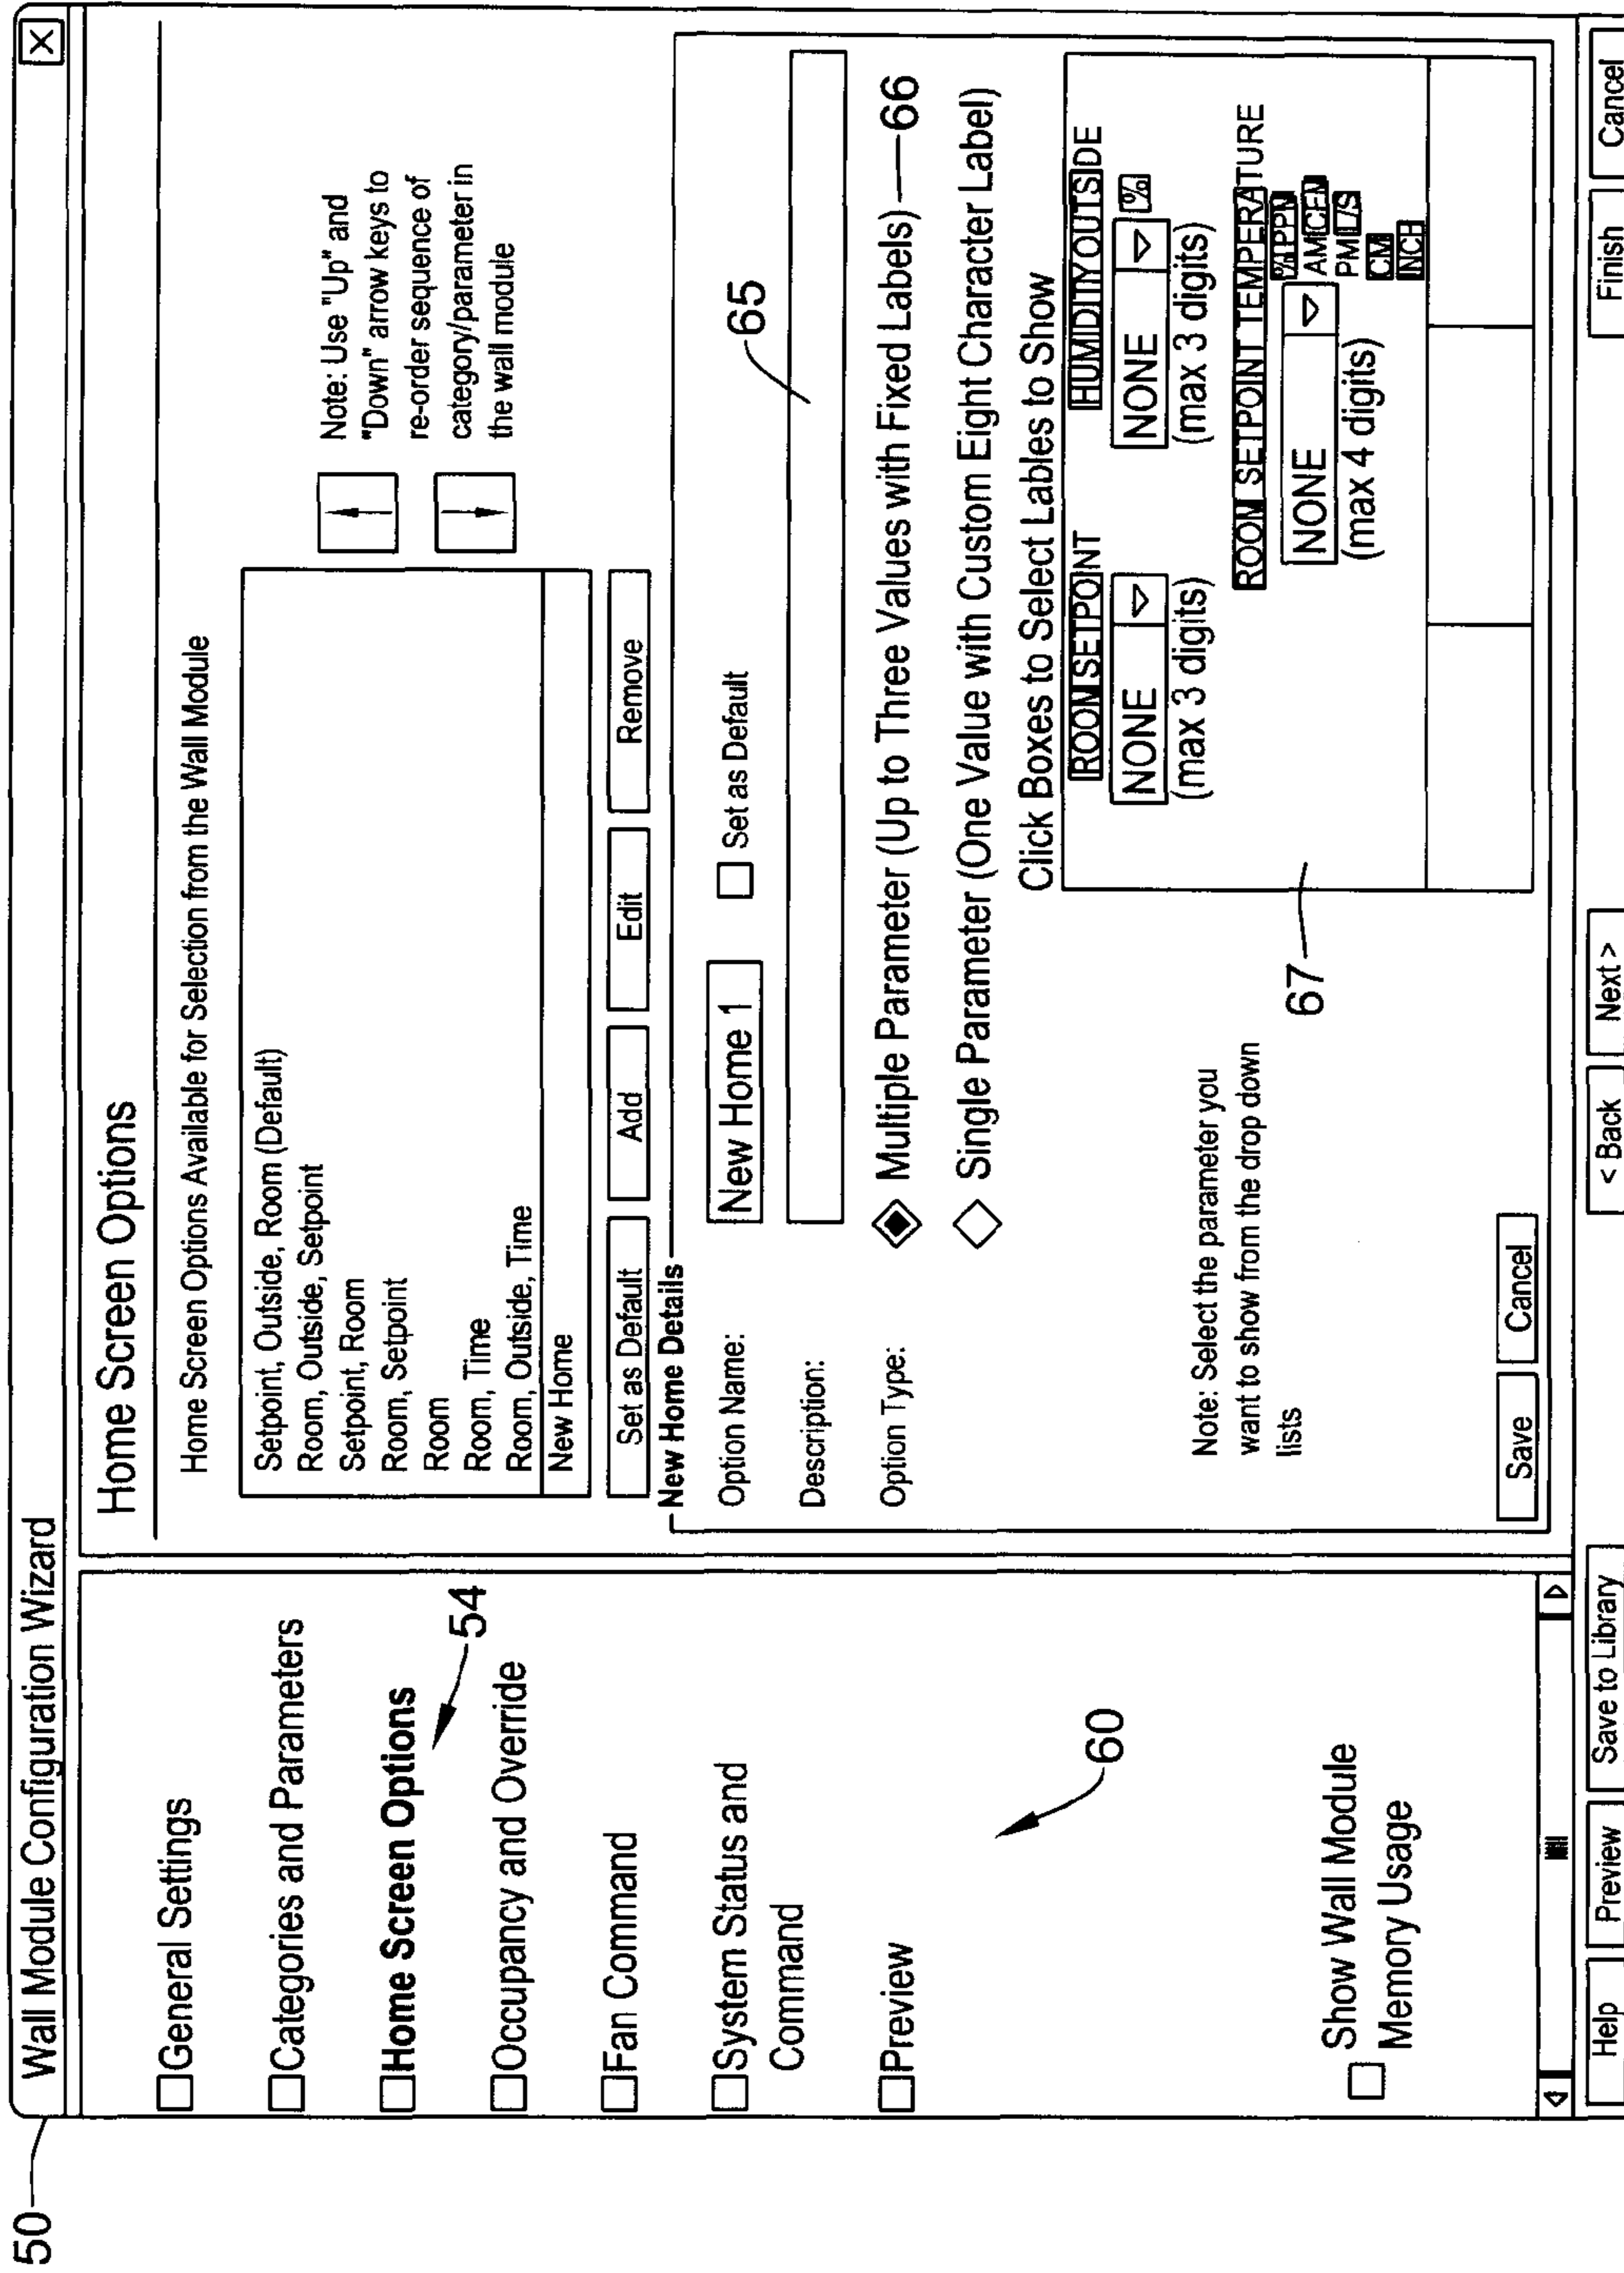 50
Wall Module Configuration Wizard
X
General Settings
Categories and Parameters
Home Screen Options
54
Occupancy and Override
Fan Command
System Status and
Command
Preview
60
Show Wall Module
Memory Usage
Home Screen Options
Home Screen Options Available for Selection from the Wall Module
Setpoint, Outside, Room (Default)
Room, Outside, Setpoint
Setpoint, Room
Room, Setpoint
Room
Room, Time
Room, Outside, Time
New Home
Note: Use "Up" and
"Down" arrow keys to
re-order sequence of
category/parameter in
the wall module
Set as Default Add Edit Remove
New Home Details
Option Name: New Home 1 Set as Default
65
Description:
Option Type: Multiple Parameter (Up to Three Values with Fixed Labels) 66
Single Parameter (One Value with Custom Eight Character Label)
Click Boxes to Select Lables to Show
ROOM SETPOINT HUMIDITY OUTSIDE
NONE NONE %
(max 3 digits) (max 3 digits)
ROOM SETPOINT TEMPERATURE
NONE
(max 4 digits)
% PPM
AM CFM
PM L/S
CM
INCH
67
Note: Select the parameter you
want to show from the drop down
lists
Save Cancel
Help Preview Save to Library < Back Next > Finish Cancel